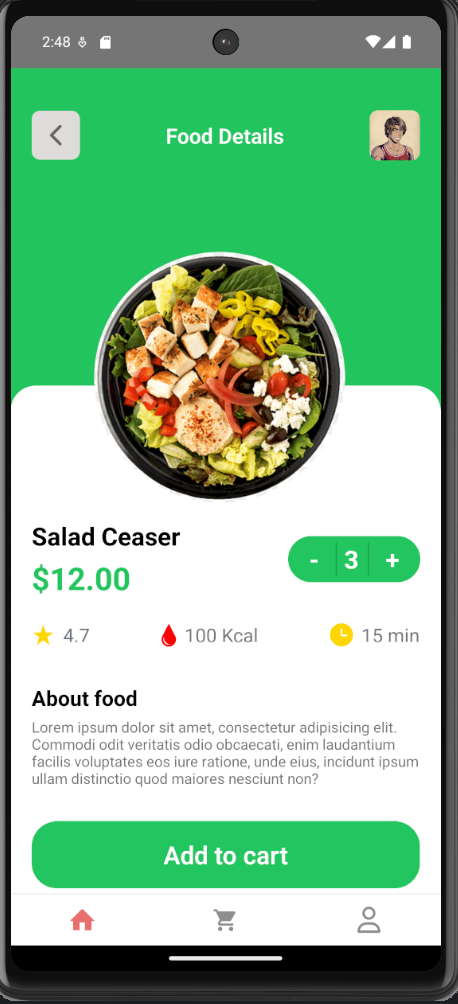 2:48
Food Details
Salad Ceaser
$12.00
- 3 +
4.7
100 Kcal
15 min
About food
Lorem ipsum dolor sit amet, consectetur adipisicing elit.
Commodi odit veritatis odio obcaecati, enim laudantium
facilis voluptates eos iure ratione, unde eius, incidunt ipsum
ullam distinctio quod maiores nesciunt non?
Add to cart